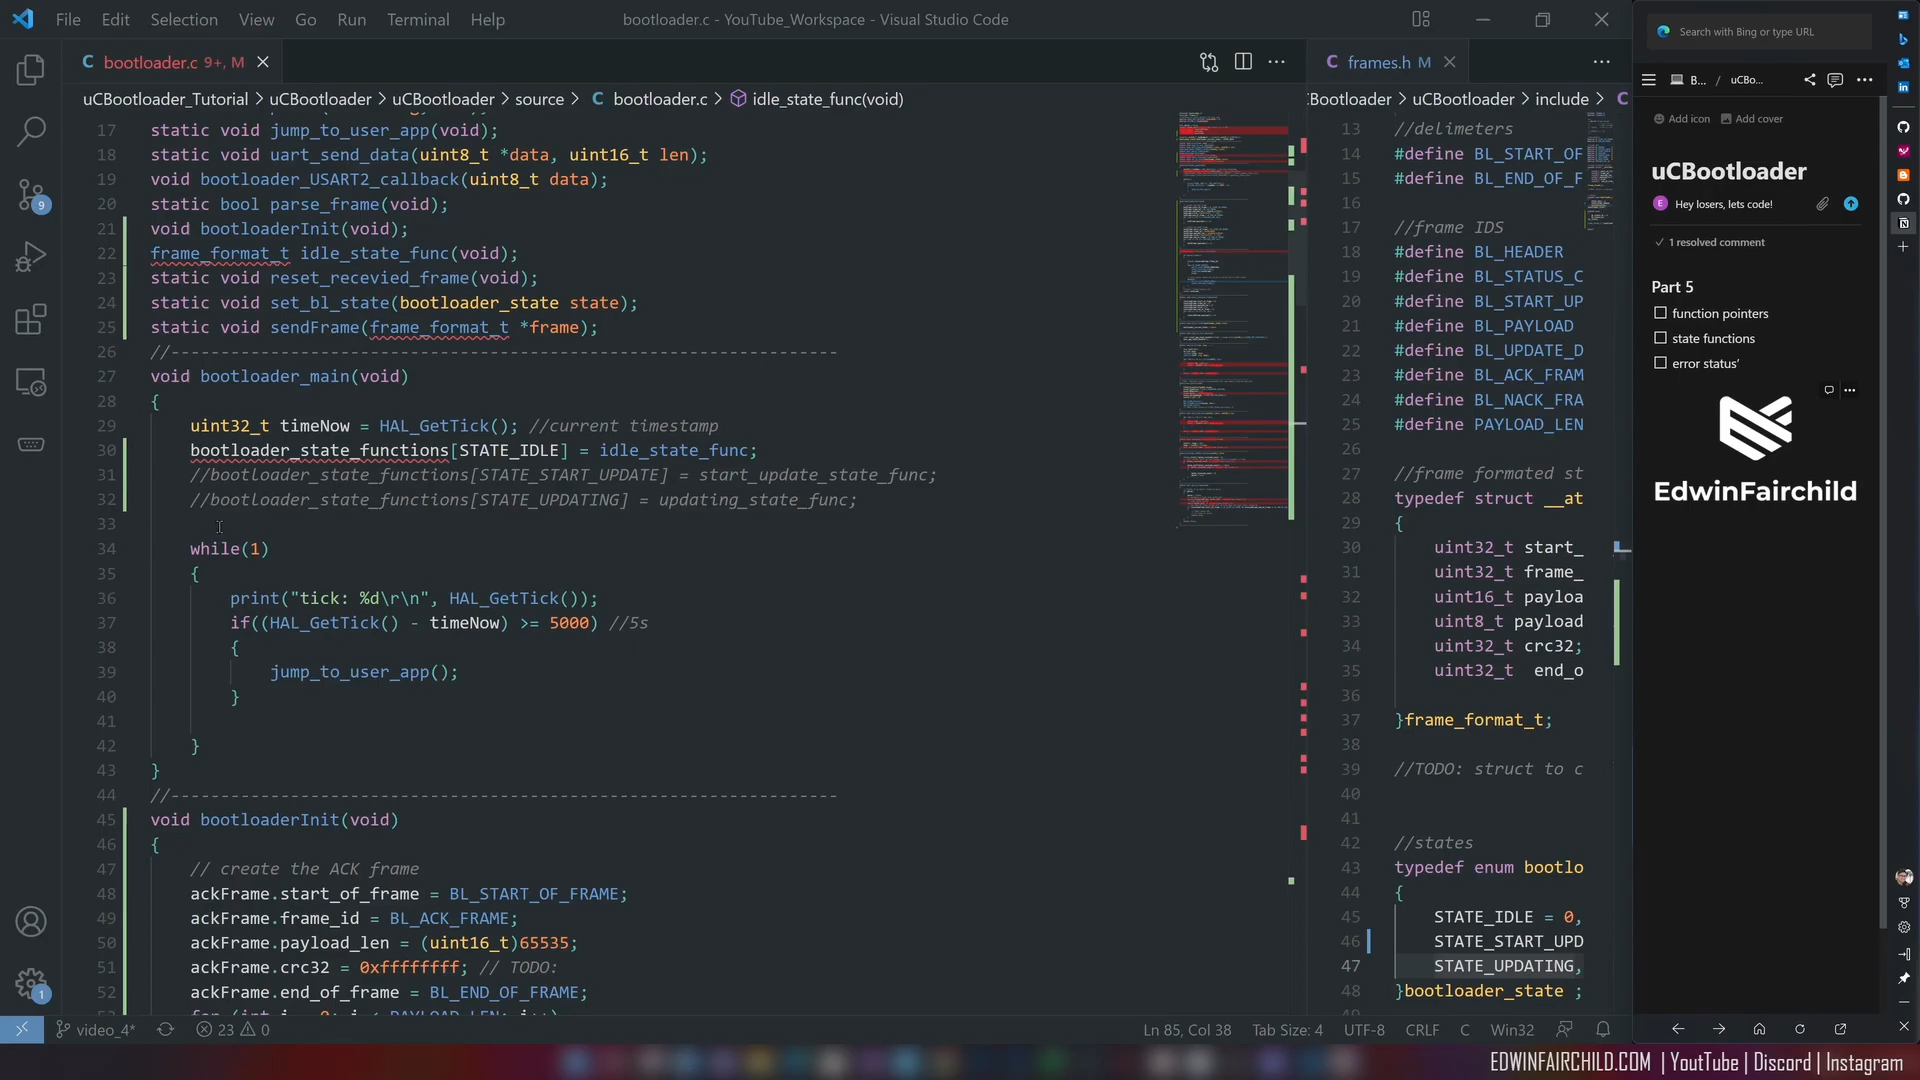 File Edit Selection View Go Run Terminal Help
bootloader.c - YouTube_Workspace - Visual Studio Code
C bootloader.c 9+, M
uCBootloader_Tutorial > uCBootloader > uCBootloader > source > C bootloader.c > idle_state_func(void)
17 static void jump_to_user_app(void);
18 static void uart_send_data(uint8_t *data, uint16_t len);
19 void bootloader_USART2_callback(uint8_t data);
20 static bool parse_frame(void);
21 void bootloaderInit(void);
22 frame_format_t idle_state_func(void);
23 static void reset_recevied_frame(void);
24 static void set_bl_state(bootloader_state state);
25 static void sendFrame(frame_format_t *frame);
26 //-------------------------------------------------------------------
27 void bootloader_main(void)
28 {
29 uint32_t timeNow = HAL_GetTick(); //current timestamp
30 bootloader_state_functions[STATE_IDLE] = idle_state_func;
31 //bootloader_state_functions[STATE_START_UPDATE] = start_update_state_func;
32 //bootloader_state_functions[STATE_UPDATING] = updating_state_func;
33
34 while(1)
35 {
36 print("tick: %d\r\n", HAL_GetTick());
37 if((HAL_GetTick() - timeNow) >= 5000) //5s
38 {
39 jump_to_user_app();
40 }
41
42 }
43 }
44 //-------------------------------------------------------------------
45 void bootloaderInit(void)
46 {
47 // create the ACK frame
48 ackFrame.start_of_frame = BL_START_OF_FRAME;
49 ackFrame.frame_id = BL_ACK_FRAME;
50 ackFrame.payload_len = (uint16_t)65535;
51 ackFrame.crc32 = 0xffffffff; // TODO:
52 ackFrame.end_of_frame = BL_END_OF_FRAME;
C frames.h M
:Bootloader > uCBootloader > include > C
13 //delimeters
14 #define BL_START_OF
15 #define BL_END_OF_F
16
17 //frame IDS
18 #define BL_HEADER
19 #define BL_STATUS_C
20 #define BL_START_UP
21 #define BL_PAYLOAD
22 #define BL_UPDATE_D
23 #define BL_ACK_FRAM
24 #define BL_NACK_FRA
25 #define PAYLOAD_LEN
26
27 //frame formated st
28 typedef struct __at
29 {
30 uint32_t start_
31 uint32_t frame_
32 uint16_t payloa
33 uint8_t payload
34 uint32_t crc32;
35 uint32_t end_o
36
37 }frame_format_t;
38
39 //TODO: struct to c
40
41
42 //states
43 typedef enum bootlo
44 {
45 STATE_IDLE = 0,
46 STATE_START_UPD
47 STATE_UPDATING,
48 }bootloader_state ;
9
1
video_4* 23 0
Ln 85, Col 38 Tab Size: 4 UTF-8 CRLF C Win32
Search with Bing or type URL
B... / uCBo...
Add icon Add cover
uCBootloader
E Hey losers, lets code!
1 resolved comment
Part 5
function pointers
state functions
error status'
EdwinFairchild
EDWINFAIRCHILD.COM | YoutTube | Discord | Instagram